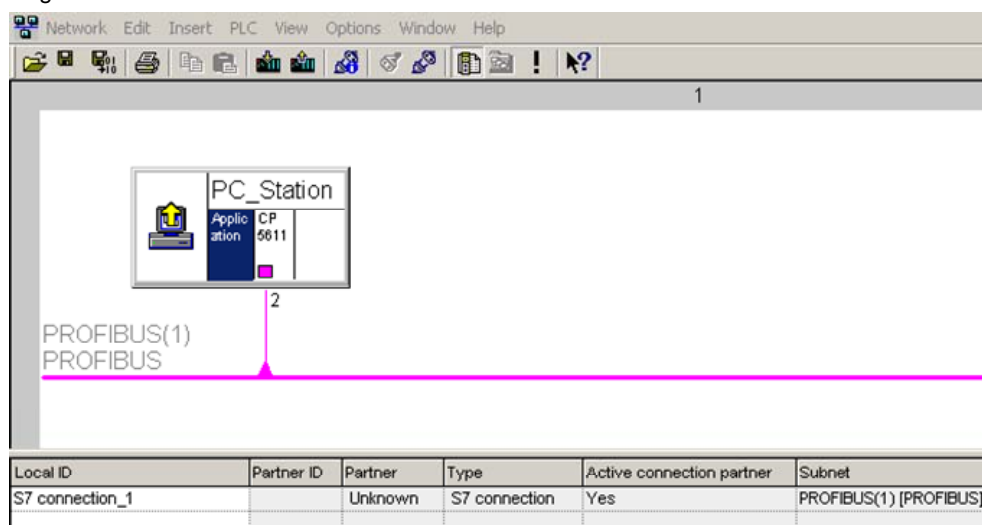 Network Edit Insert PLC View Options Window Help
1
PC_Station
Applic CP
ation 5611
2
PROFIBUS(1)
PROFIBUS
Local ID Partner ID Partner Type Active connection partner Subnet
S7 connection_1 Unknown S7 connection Yes PROFIBUS(1) [PROFIBUS]